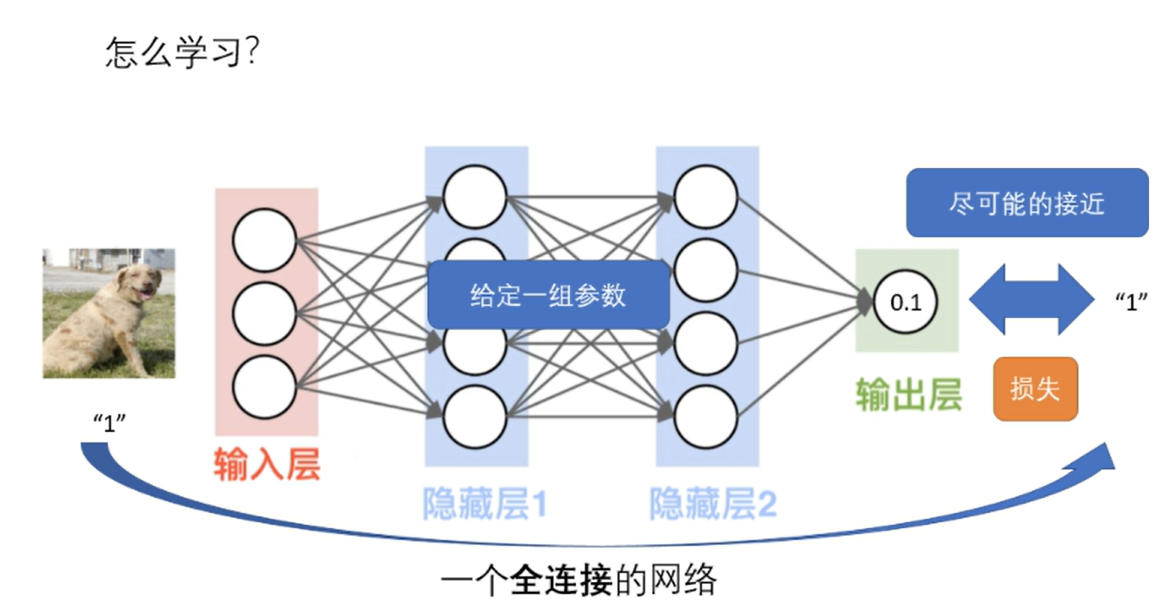 怎么学习?
尽可能的接近
给定一组参数
0.1
“1”
输出层
损失
“1”
输入层
隐藏层1
隐藏层2
一个全连接的网络